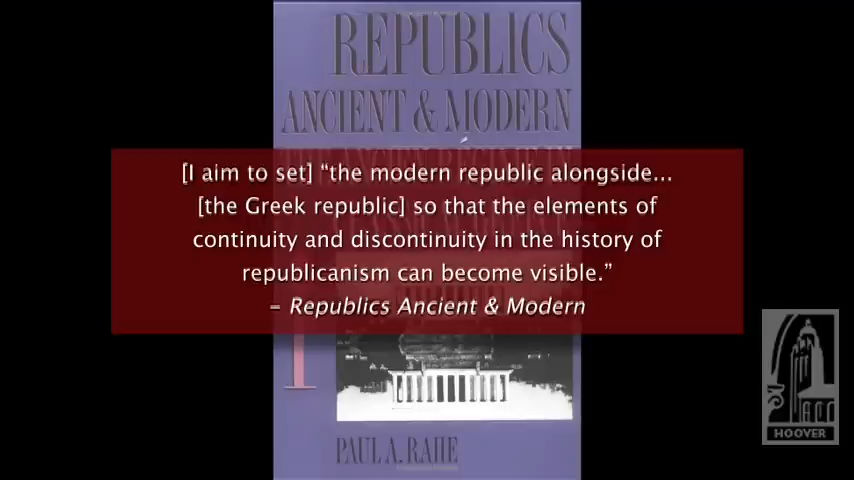 REPUBLICS
ANCIENT & MODERN
[I aim to set] “the modern republic alongside...
[the Greek republic] so that the elements of
continuity and discontinuity in the history of
republicanism can become visible.”
– Republics Ancient & Modern
I
PAUL A. RAHE
HOOVER